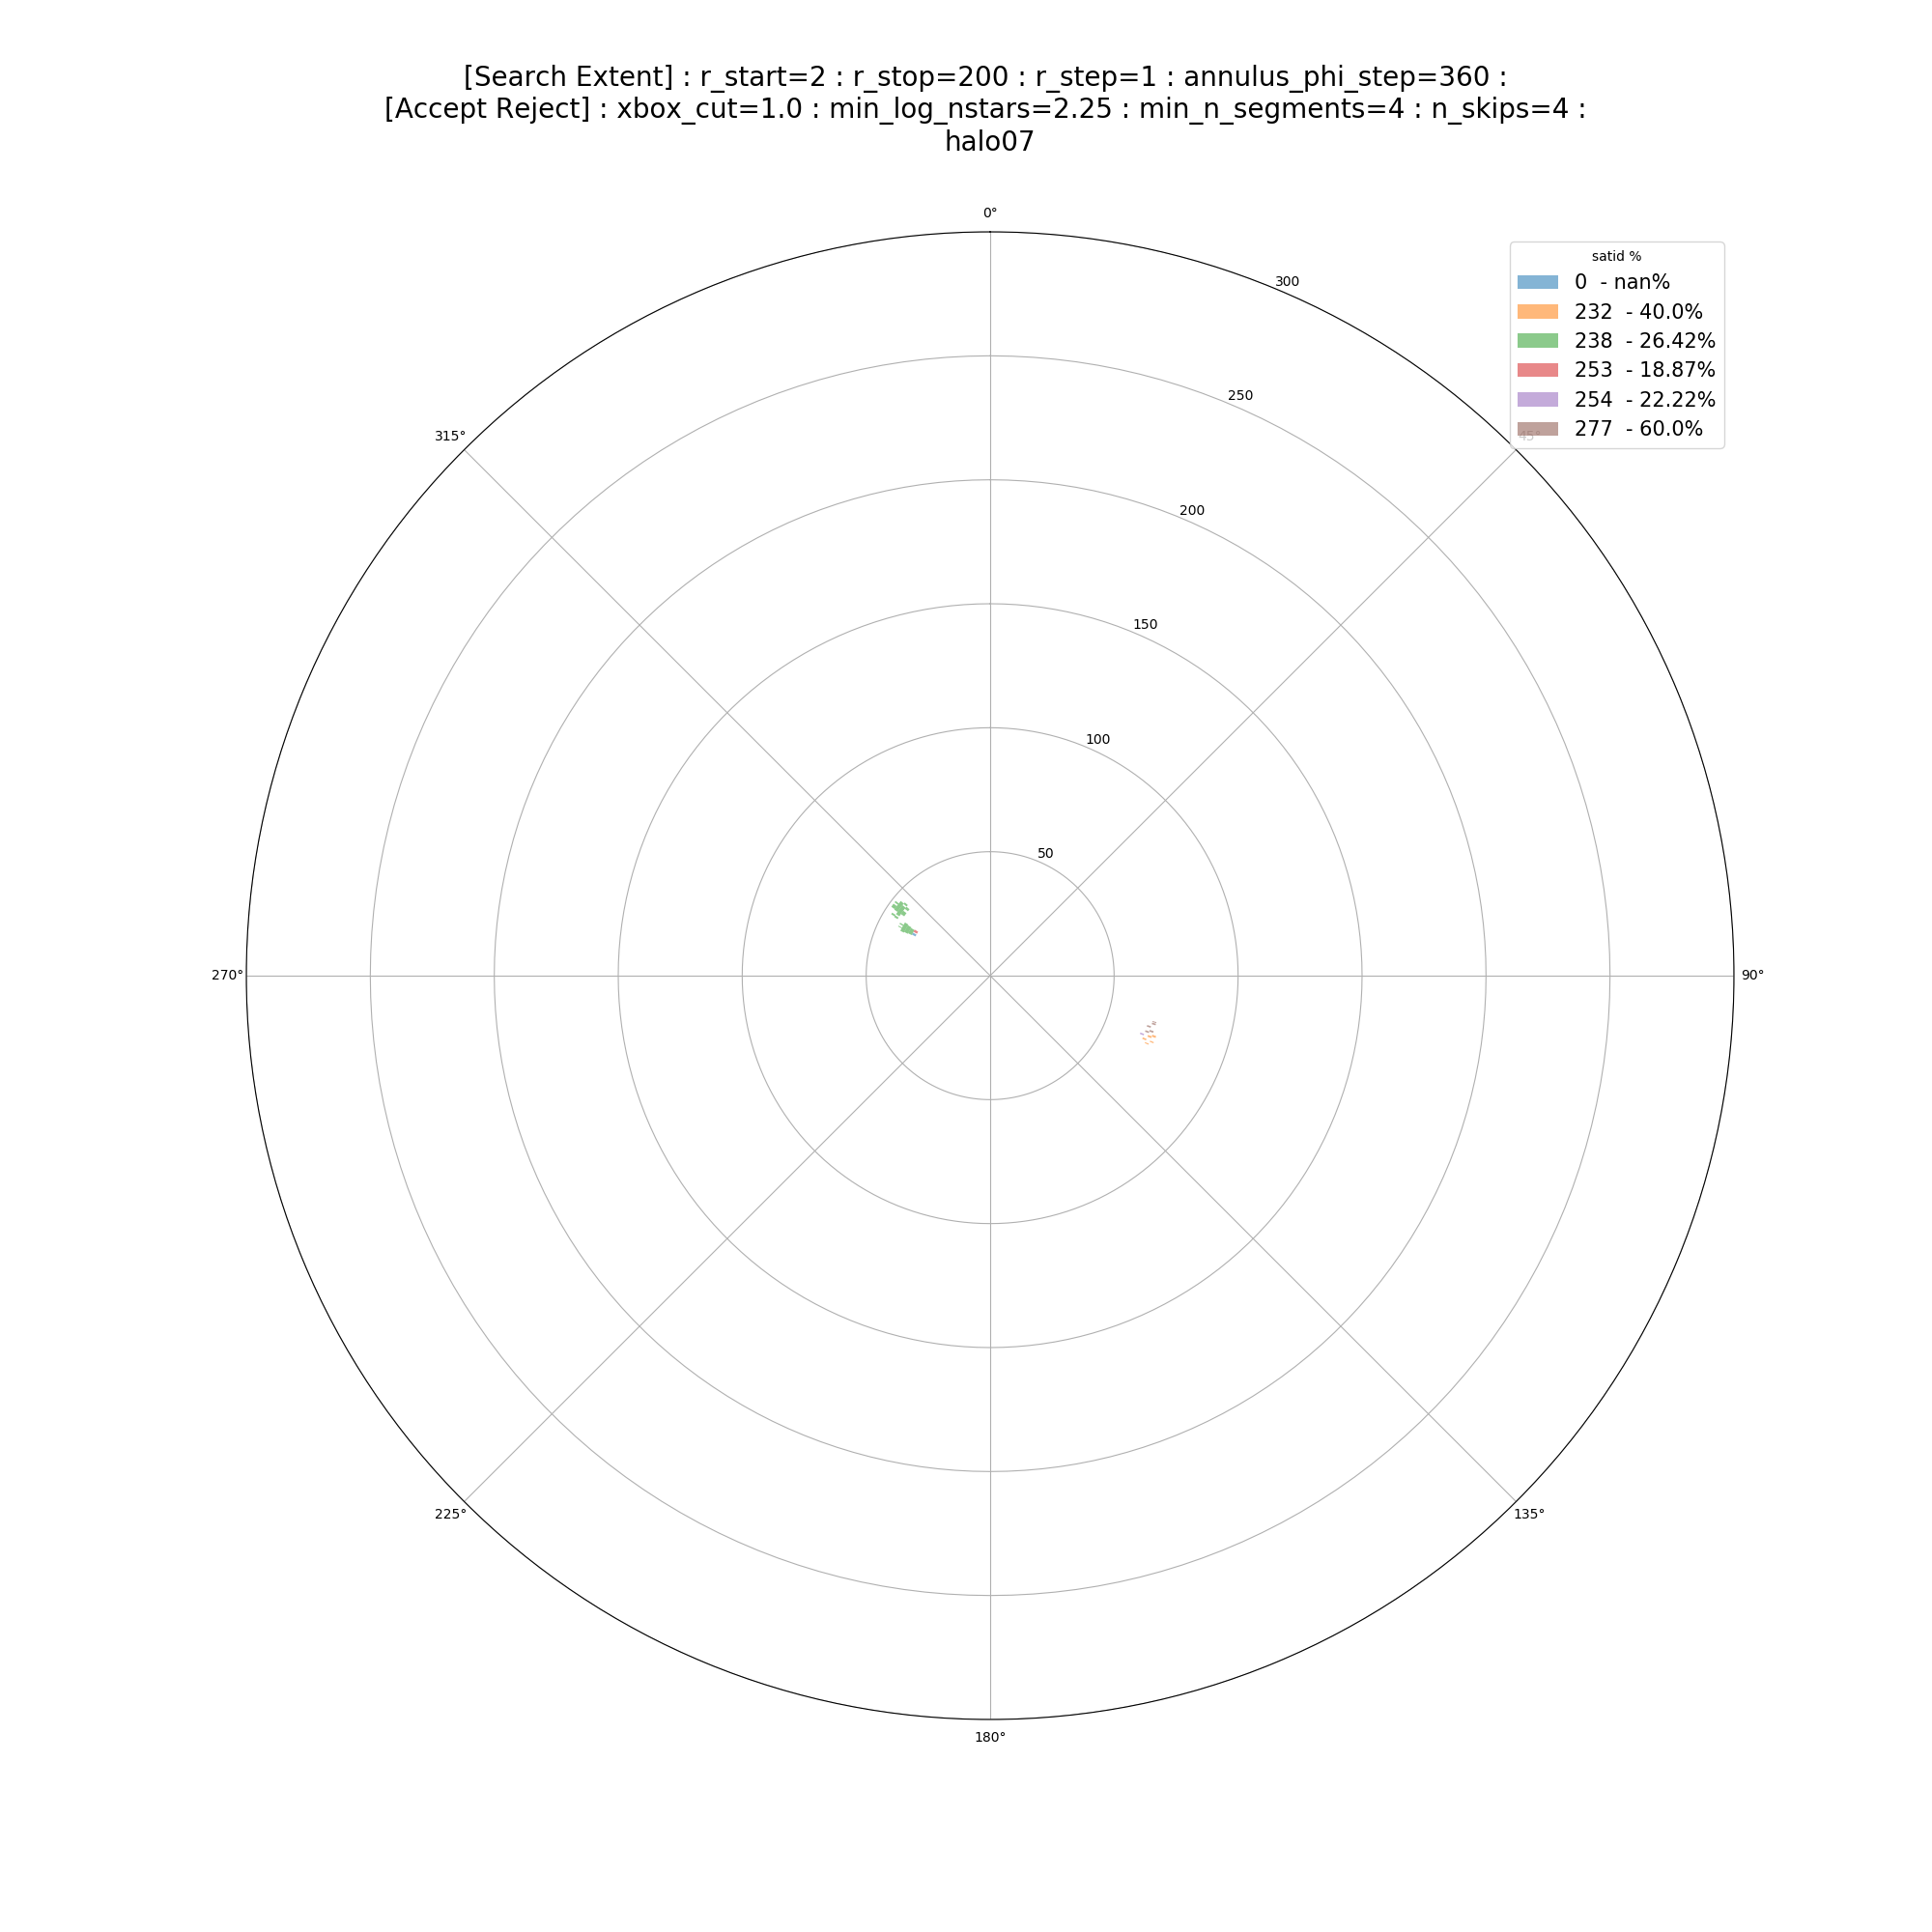 [Search Extent] : r_start=2 : r_stop=200 : r_step=1 : annulus_phi_step=360 :
[Accept Reject] : xbox_cut=1.0 : min_log_nstars=2.25 : min_n_segments=4 : n_skips=4 :
halo07
0°
satid %
0 - nan%
232 - 40.0%
238 - 26.42%
253 - 18.87%
254 - 22.22%
277 - 60.0%
45°
300
250
315°
200
150
100
50
270°
90°
225°
135°
180°